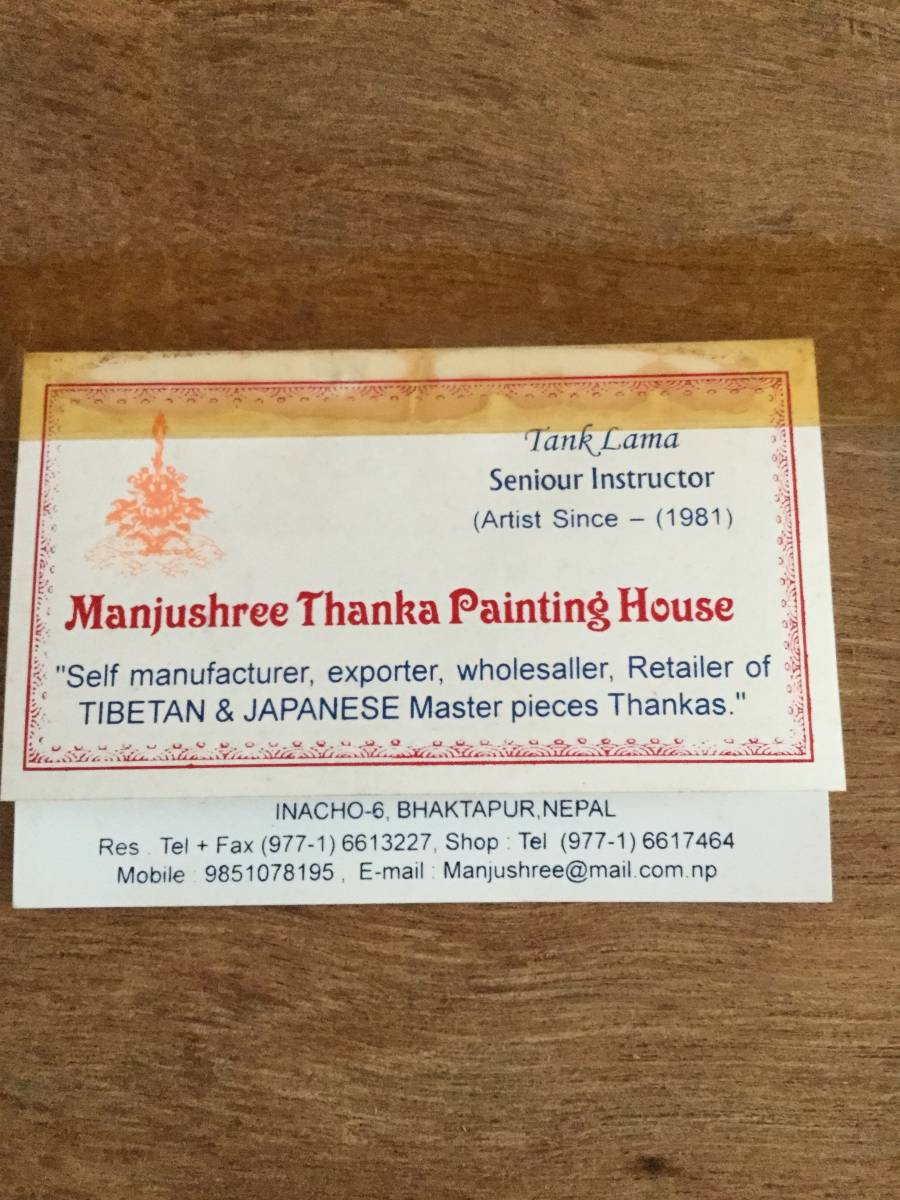 Tank Lama
Seniour Instructor
(Artist Since – (1981)
Manjushree Thanka Painting House
"Self manufacturer, exporter, wholesaller, Retailer of
TIBETAN & JAPANESE Master pieces Thankas."
INACHO-6, BHAKTAPUR,NEPAL
Res : Tel + Fax (977-1) 6613227, Shop : Tel (977-1) 6617464
Mobile : 9851078195 , E-mail : Manjushree@mail.com.np